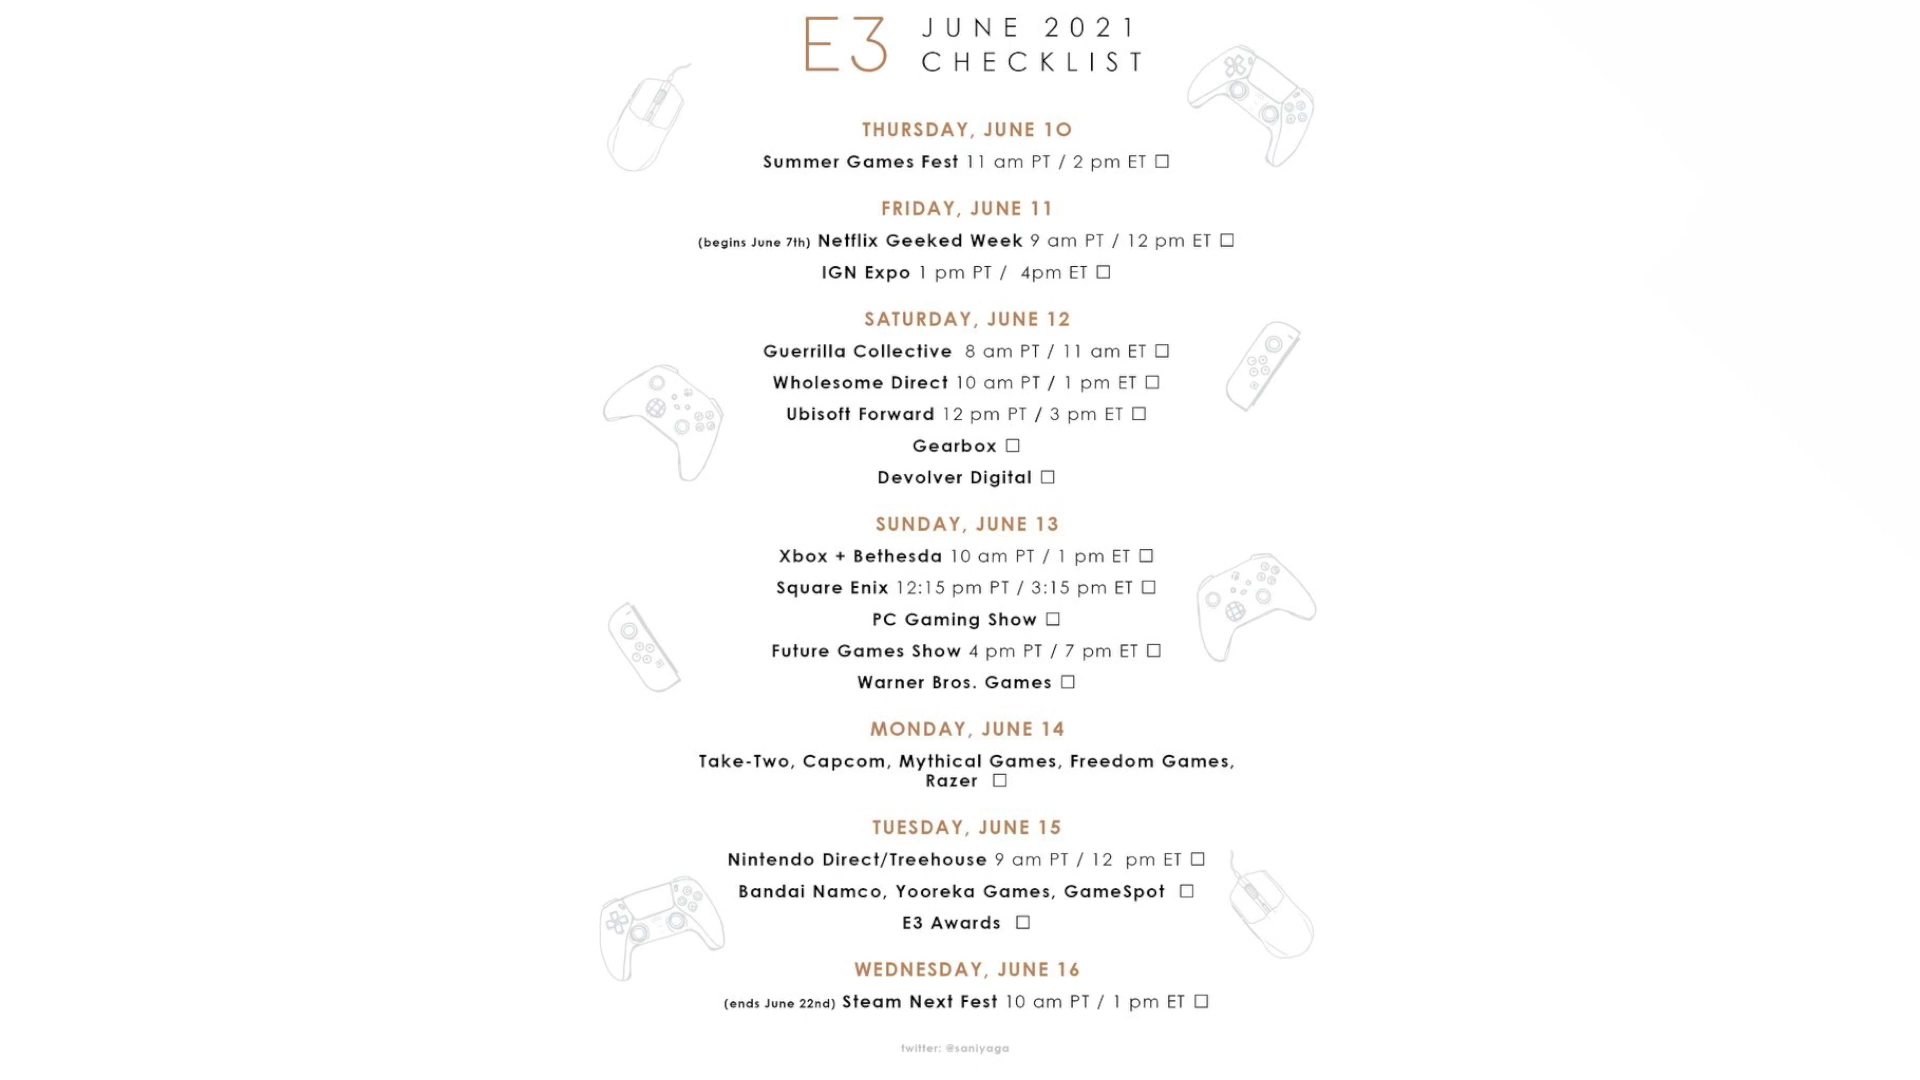 E3 JUNE 2021
CHECKLIST
THURSDAY, JUNE 10
Summer Games Fest 11 am PT / 2 pm ET ☐
FRIDAY, JUNE 11
(begins June 7th) Netflix Geeked Week 9 am PT / 12 pm ET ☐
IGN Expo 1 pm PT / 4pm ET ☐
SATURDAY, JUNE 12
Guerrilla Collective 8 am PT / 11 am ET ☐
Wholesome Direct 10 am PT / 1 pm ET ☐
Ubisoft Forward 12 pm PT / 3 pm ET ☐
Gearbox ☐
Devolver Digital ☐
SUNDAY, JUNE 13
Xbox + Bethesda 10 am PT / 1 pm ET ☐
Square Enix 12:15 pm PT / 3:15 pm ET ☐
PC Gaming Show ☐
Future Games Show 4 pm PT / 7 pm ET ☐
Warner Bros. Games ☐
MONDAY, JUNE 14
Take-Two, Capcom, Mythical Games, Freedom Games,
Razer ☐
TUESDAY, JUNE 15
Nintendo Direct/Treehouse 9 am PT / 12 pm ET ☐
Bandai Namco, Yooreka Games, GameSpot ☐
E3 Awards ☐
WEDNESDAY, JUNE 16
(ends June 22nd) Steam Next Fest 10 am PT / 1 pm ET ☐
twitter: @saniyaga